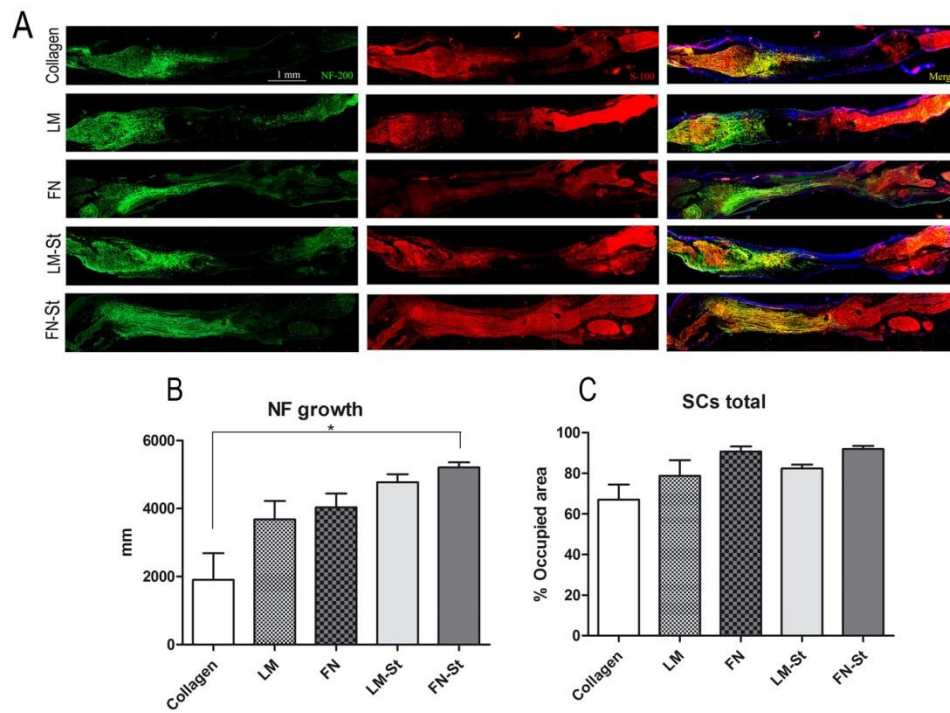 A
Collagen
1 mm
NF-200
S-100
Merg
LM
FN
LM-St
FN-St
B
NF growth
*
6000
4000
2000
0
mm
Collagen
LM
FN
LM-St
FN-St
C
SCs total
100
80
60
40
20
0
% Occupied area
Collagen
LM
FN
LM-St
FN-St